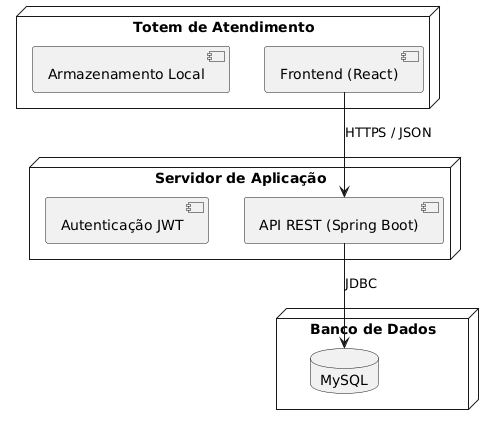 Totem de Atendimento
Armazenamento Local
Frontend (React)
HTTPS / JSON
Servidor de Aplicação
Autenticação JWT
API REST (Spring Boot)
JDBC
Banco de Dados
MySQL